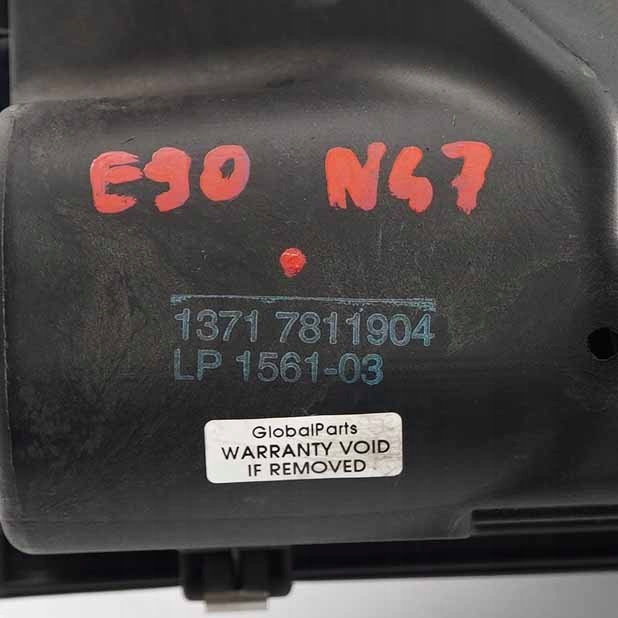 E90 N47
1371 7811904
LP 1561-03
GlobalParts
WARRANTY VOID
IF REMOVED